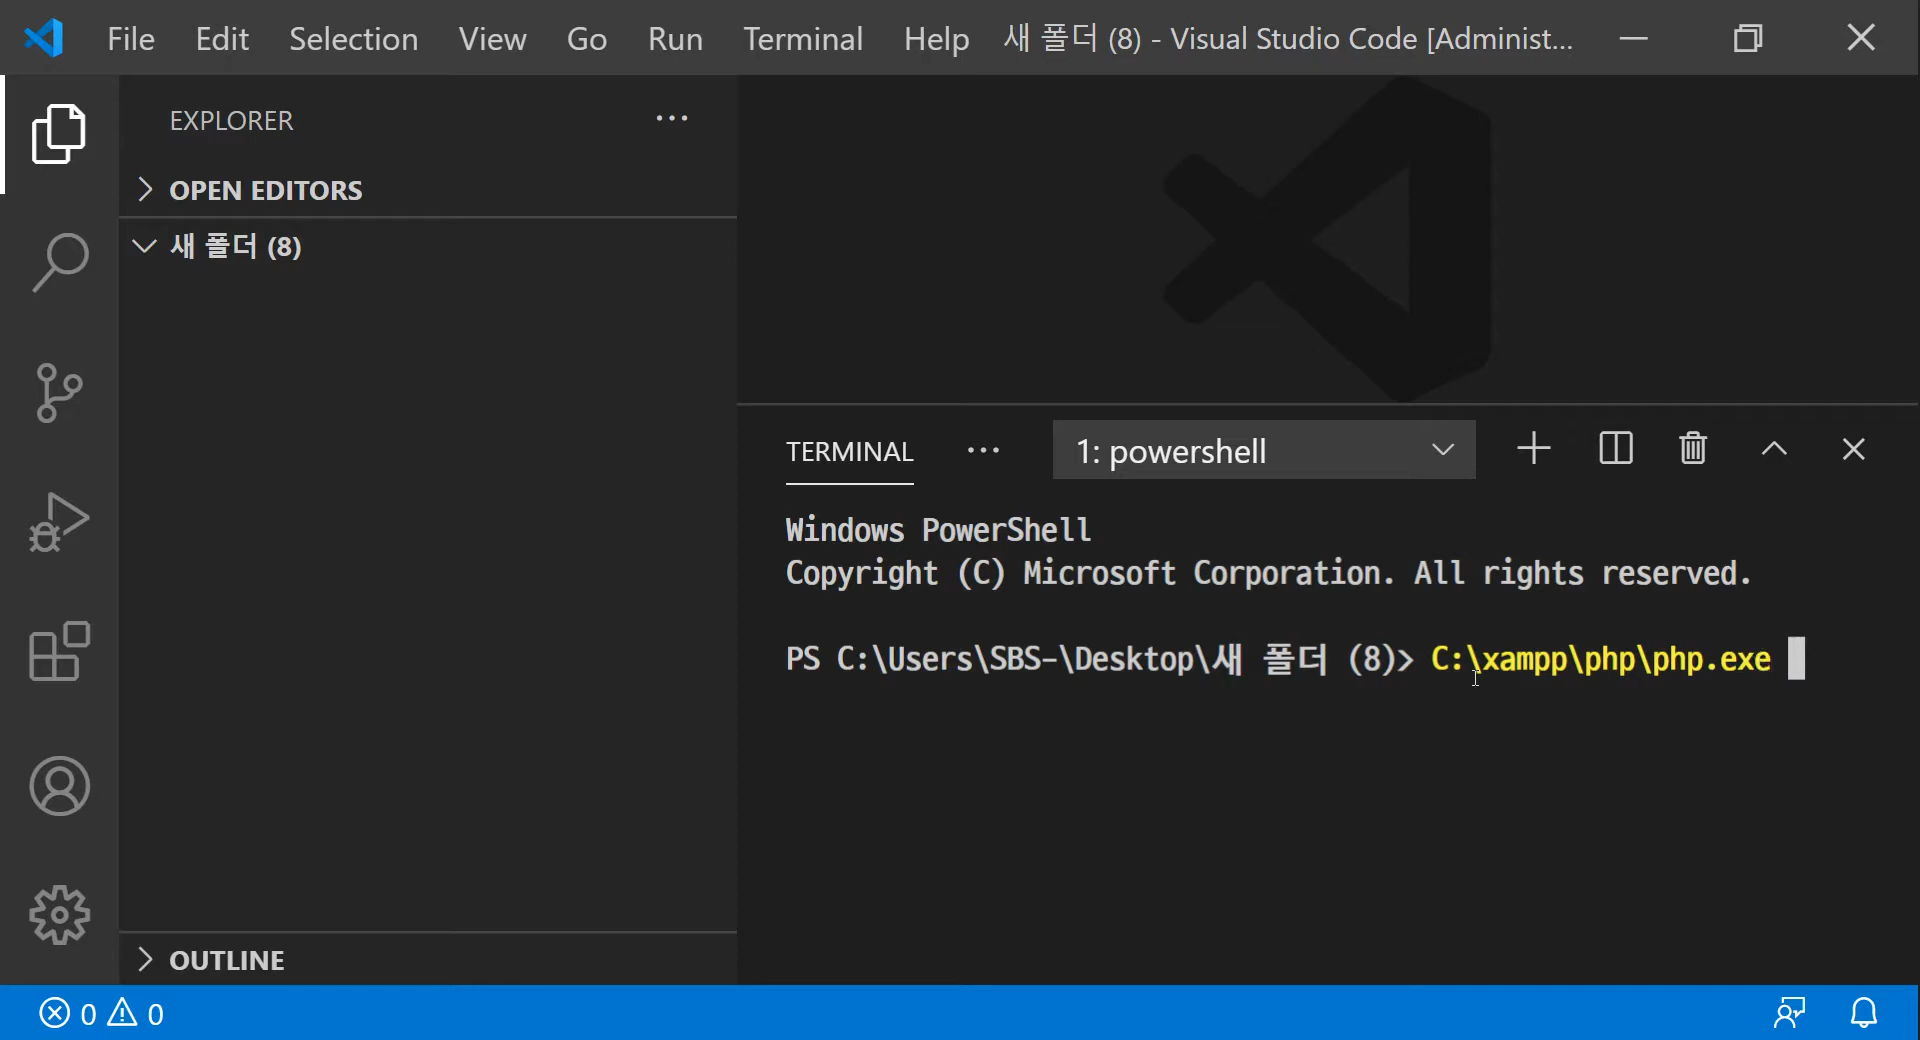 File Edit Selection View Go Run Terminal Help 새 폴더 (8) - Visual Studio Code [Administ...
EXPLORER
OPEN EDITORS
새 폴더 (8)
TERMINAL
1: powershell
Windows PowerShell
Copyright (C) Microsoft Corporation. All rights reserved.
PS C:\Users\SBS-\Desktop\새 폴더 (8)> C:\xampp\php\php.exe
OUTLINE
0 0